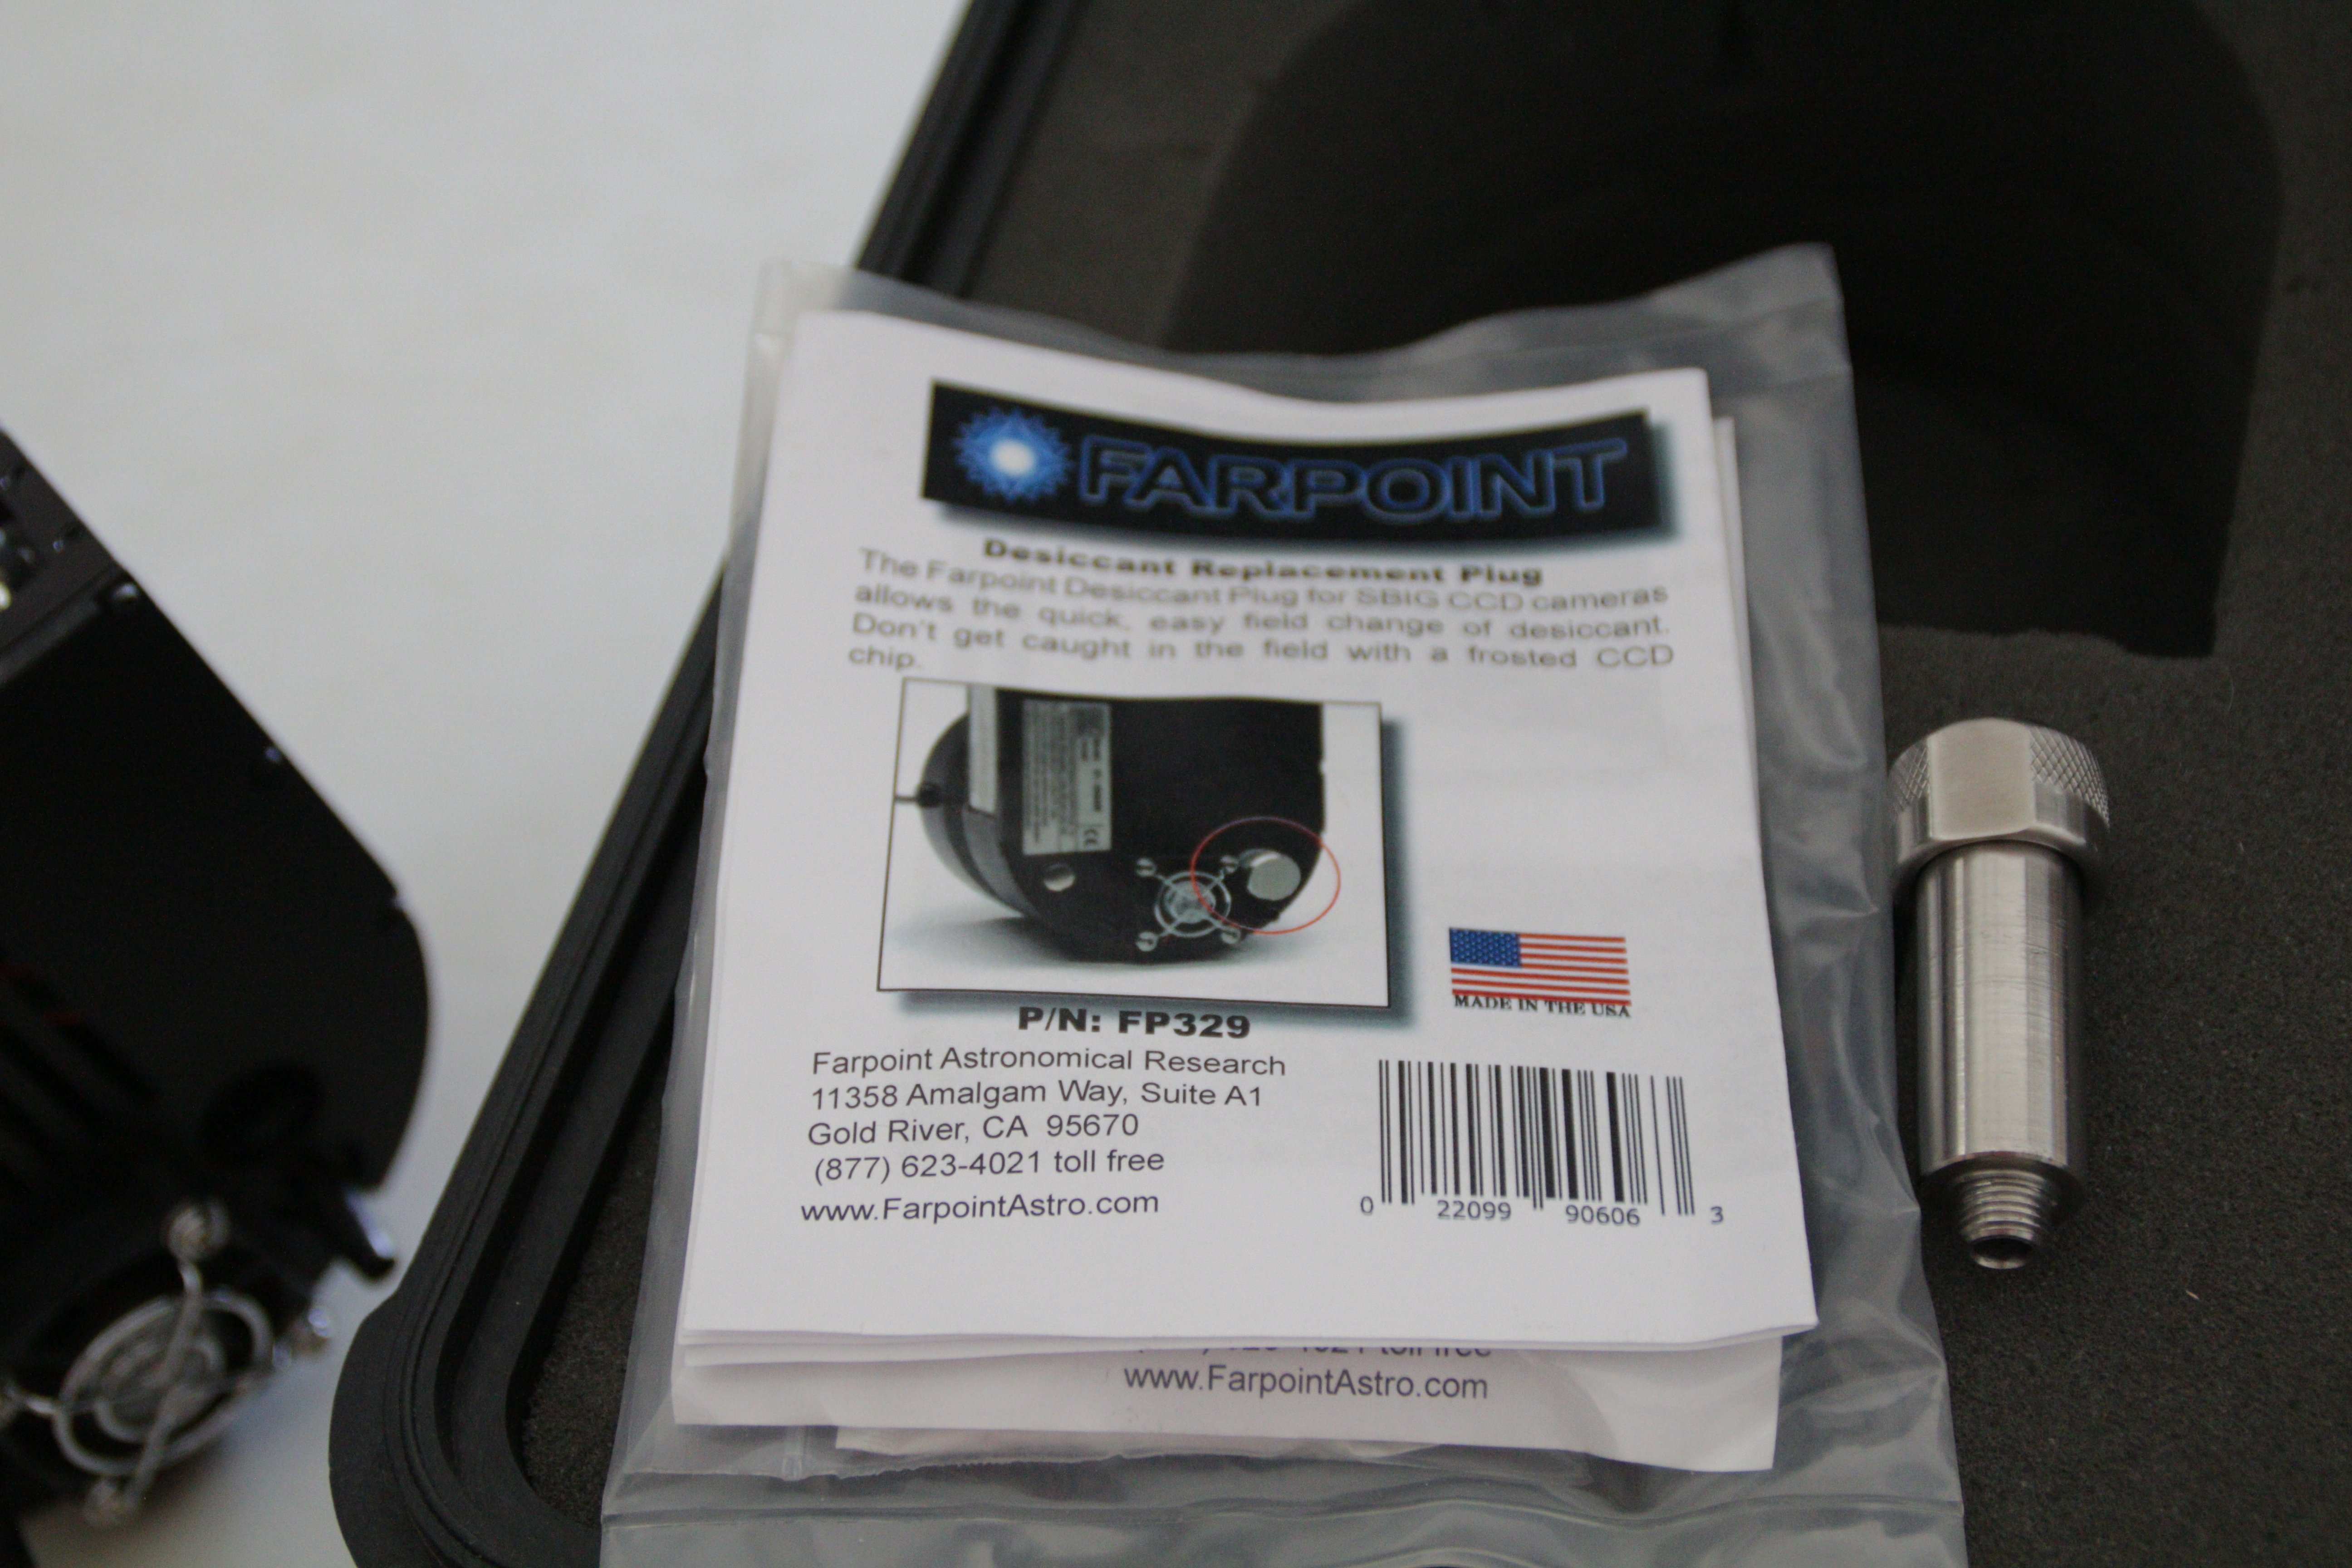 FARPOINT
Desiccant Replacement Plug
The Farpoint Desiccant Plug for SBIG CCD cameras
allows the quick, easy field change of desiccant.
Don't get caught in the field with a frosted CCD
chip.
MADE IN THE USA
P/N: FP329
Farpoint Astronomical Research
11358 Amalgam Way, Suite A1
Gold River, CA 95670
(877) 623-4021 toll free
www.FarpointAstro.com
0 22099 90606 3
toll free
www.FarpointAstro.com